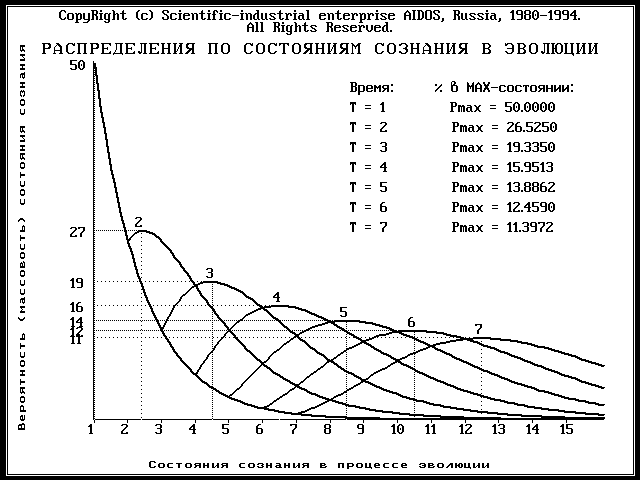 CopyRight (c) Scientific-industrial enterprise AIDOS, Russia, 1980-1994.
All Rights Reserved.
РАСПРЕДЕЛЕНИЯ ПО СОСТОЯНИЯМ СОЗНАНИЯ В ЭВОЛЮЦИИ
Вероятность (массовость) состояния сознания
Время: % в MAX-состоянии:
T = 1 Pmax = 50.0000
T = 2 Pmax = 26.5250
T = 3 Pmax = 19.3350
T = 4 Pmax = 15.9513
T = 5 Pmax = 13.8862
T = 6 Pmax = 12.4590
T = 7 Pmax = 11.3972
50
27
19
16
14
12
11
2
3
4
5
6
7
1 2 3 4 5 6 7 8 9 10 11 12 13 14 15
Состояния сознания в процессе эволюции